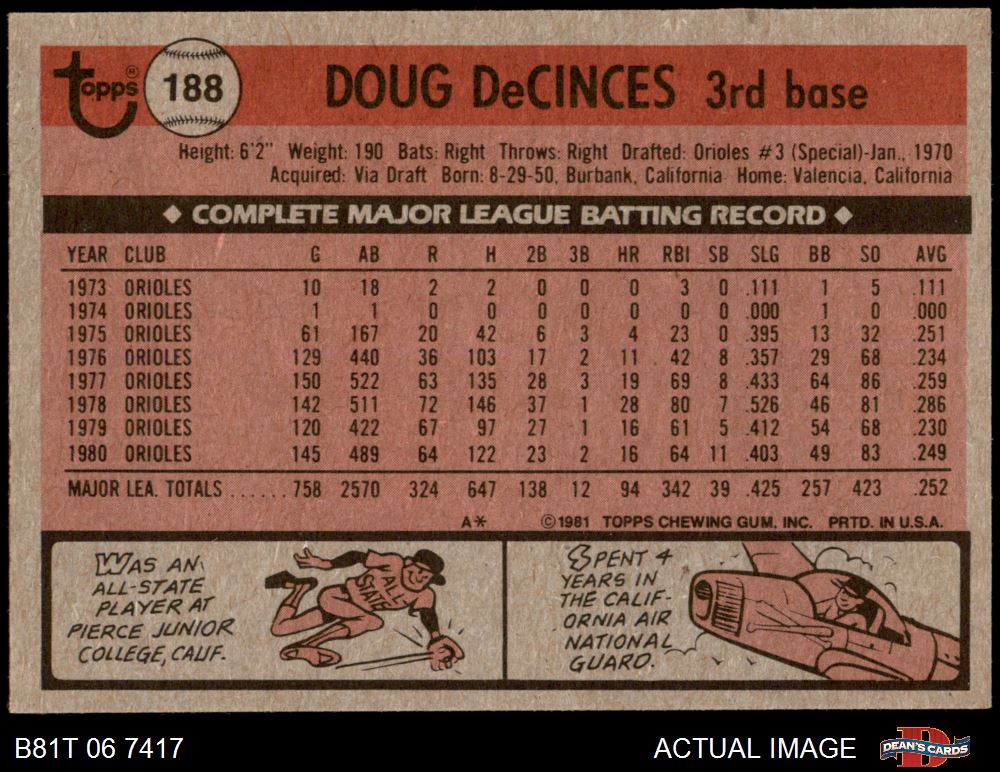 Topps® 188 DOUG DeCINCES 3rd base
Height: 6'2" Weight: 190 Bats: Right Throws: Right Drafted: Orioles #3 (Special)-Jan., 1970
Acquired: Via Draft Born: 8-29-50, Burbank, California Home: Valencia, California
◆ COMPLETE MAJOR LEAGUE BATTING RECORD ◆
YEAR CLUB G AB R H 2B 3B HR RBI SB SLG BB SO AVG
1973 ORIOLES 10 18 2 2 0 0 0 3 0 .111 1 5 .111
1974 ORIOLES 1 1 0 0 0 0 0 0 0 .000 1 0 .000
1975 ORIOLES 61 167 20 42 6 3 4 23 0 .395 13 32 .251
1976 ORIOLES 129 440 36 103 17 2 11 42 8 .357 29 68 .234
1977 ORIOLES 150 522 63 135 28 3 19 69 8 .433 64 86 .259
1978 ORIOLES 142 511 72 146 37 1 28 80 7 .526 46 81 .286
1979 ORIOLES 120 422 67 97 27 1 16 61 5 .412 54 68 .230
1980 ORIOLES 145 489 64 122 23 2 16 64 11 .403 49 83 .249
MAJOR LEA. TOTALS ...... 758 2570 324 647 138 12 94 342 39 .425 257 423 .252
A* ©1981 TOPPS CHEWING GUM, INC. PRTD. IN U.S.A.
WAS AN
ALL-STATE
PLAYER AT
PIERCE JUNIOR
COLLEGE, CALIF.
ALL
STATE
SPENT 4
YEARS IN
THE CALIF-
ORNIA AIR
NATIONAL
GUARD.
B81T 06 7417 ACTUAL IMAGE DEAN'S CARDS